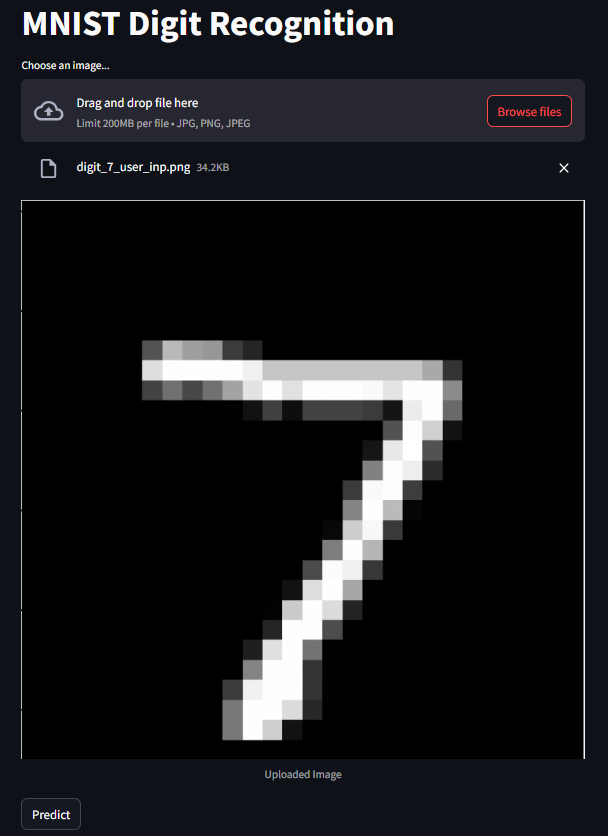 MNIST Digit Recognition
Choose an image...
Drag and drop file here
Limit 200MB per file • JPG, PNG, JPEG
Browse files
digit_7_user_inp.png 34.2KB
7
Uploaded Image
Predict